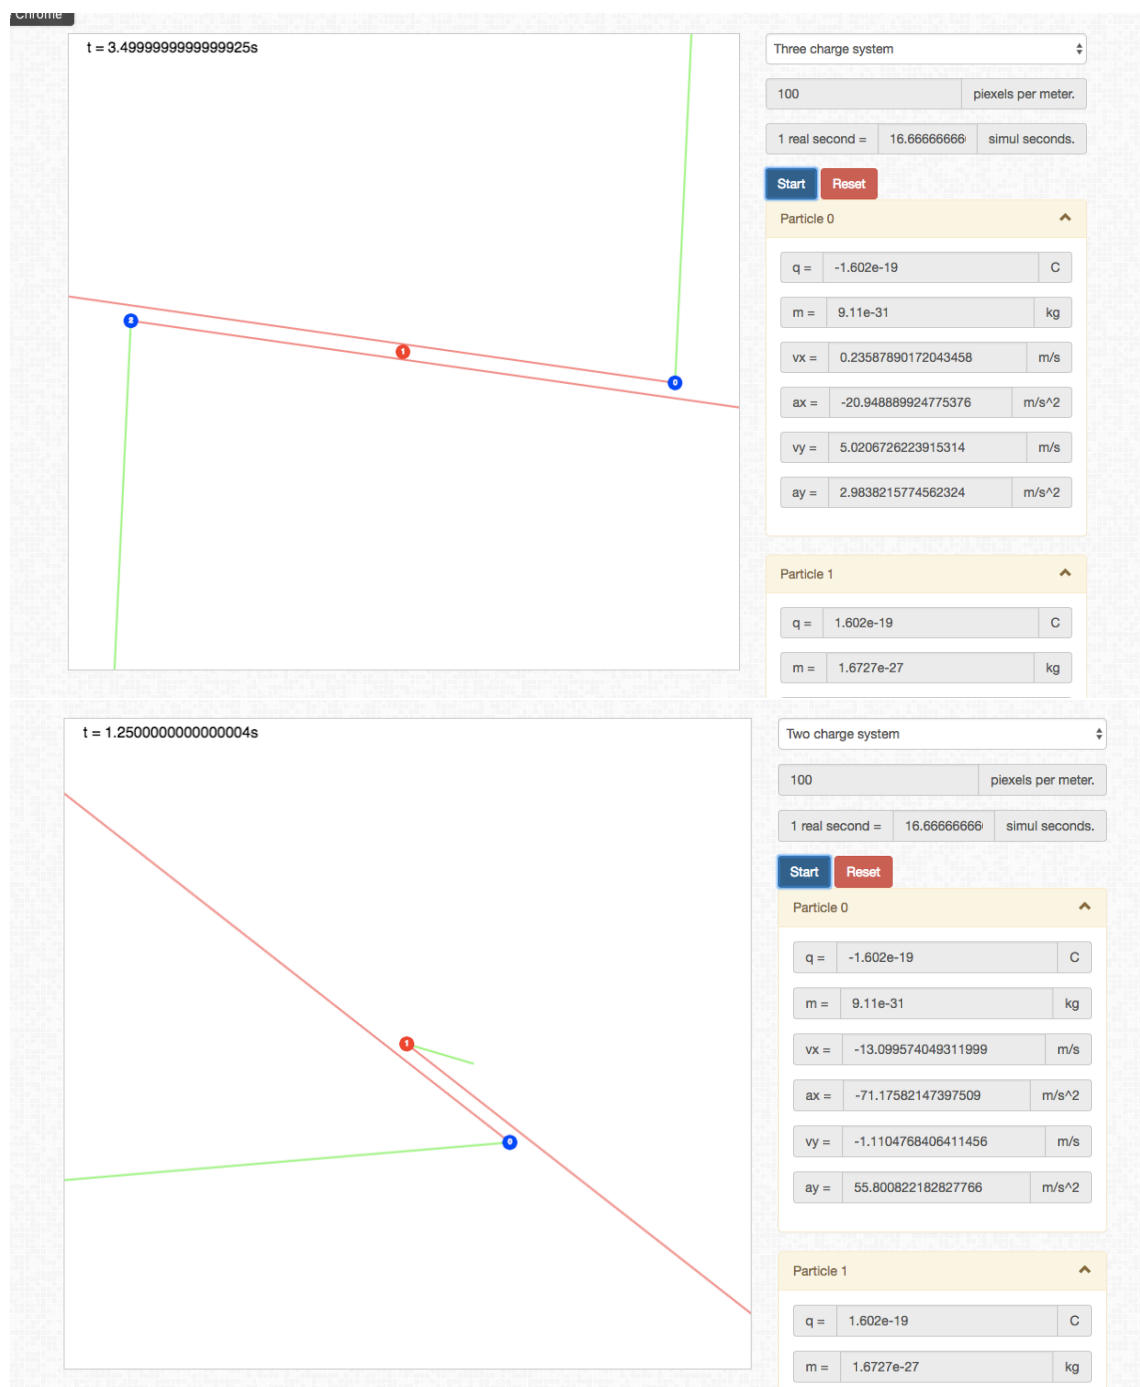 Chrome
t = 3.4999999999999925s
Three charge system
100 piexels per meter.
1 real second = 16.66666666 simul seconds.
Start Reset
Particle 0
q = -1.602e-19 C
m = 9.11e-31 kg
vx = 0.23587890172043458 m/s
ax = -20.948889924775376 m/s^2
vy = 5.0206726223915314 m/s
ay = 2.9838215774562324 m/s^2
2
1
0
Particle 1
q = 1.602e-19 C
m = 1.6727e-27 kg
t = 1.2500000000000004s
Two charge system
100 piexels per meter.
1 real second = 16.66666666 simul seconds.
Start Reset
Particle 0
q = -1.602e-19 C
m = 9.11e-31 kg
vx = -13.099574049311999 m/s
ax = -71.17582147397509 m/s^2
vy = -1.1104768406411456 m/s
ay = 55.800822182827766 m/s^2
1
0
Particle 1
q = 1.602e-19 C
m = 1.6727e-27 kg